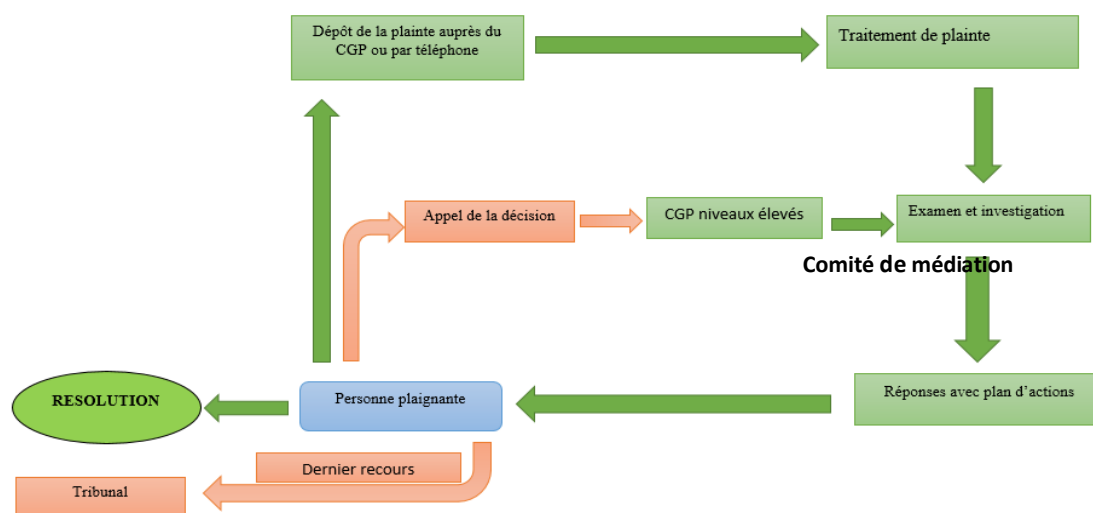 Dépôt de la plainte auprès du
CGP ou par téléphone
Traitement de plainte
Appel de la décision
CGP niveaux élevés
Examen et investigation
Comité de médiation
RESOLUTION
Personne plaignante
Réponses avec plan d’actions
Dernier recours
Tribunal